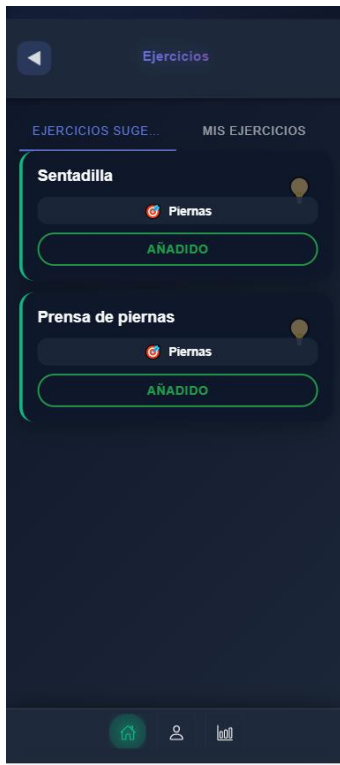 Ejercicios
EJERCICIOS SUGE...
MIS EJERCICIOS
Sentadilla
Piernas
AÑADIDO
Prensa de piernas
Piernas
AÑADIDO